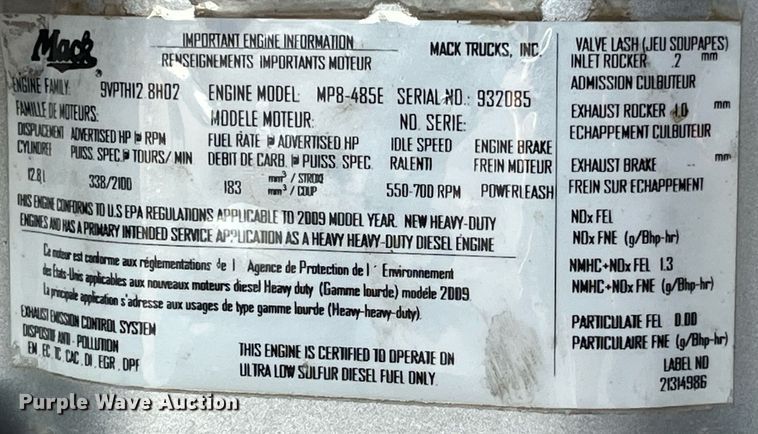 Mack
IMPORTANT ENGINE INFORMATION
RENSEIGNEMENTS IMPORTANTS MOTEUR
MACK TRUCKS, INC.
ENGINE FAMILY: 9VPTH12 8H02
FAMILLE DE MOTEURS:
ENGINE MODEL: MP8-485E
MODELE MOTEUR:
SERIAL NO.: 932085
NO. SERIE:
DISPLACEMENT
CYLINDREE
12.8 l
ADVERTISED HP @ RPM
PUISS. SPEC. @ TOURS/ MIN
338/2100
FUEL RATE @ ADVERTISED HP
DEBIT DE CARB. @ PUISS. SPEC.
183
mm³ / STROKE
mm³ / COUP
IDLE SPEED
RALENTI
550-700 RPM
ENGINE BRAKE
FREIN MOTEUR
POWERLEASH
THIS ENGINE CONFORMS TO U.S EPA REGULATIONS APPLICABLE TO 2009 MODEL YEAR. NEW HEAVY-DUTY
ENGINES AND HAS A PRIMARY INTENDED SERVICE APPLICATION AS A HEAVY HEAVY-DUTY DIESEL ENGINE
Ce moteur est conforme aux réglementations de l' Agence de Protection de l' Environnement
des États-Unis applicables aux nouveaux moteurs diesel Heavy duty (Gamme lourde) modéle 2009.
La principale application s'adresse aux usages de type gamme lourde (Heavy-heavy-duty).
EXHAUST EMISSION CONTROL SYSTEM
DISPOSITIF ANTI - POLLUTION
EM, EC, TC, CAC, DI, EGR, DPF
THIS ENGINE IS CERTIFIED TO OPERATE ON
ULTRA LOW SULFUR DIESEL FUEL ONLY.
VALVE LASH (JEU SOUPAPES)
INLET ROCKER .2 mm
ADMISSION CULBUTEUR
EXHAUST ROCKER 1.0 mm
ECHAPPEMENT CULBUTEUR
EXHAUST BRAKE mm
FREIN SUR ECHAPPEMENT
NOx FEL
NOx FNE (g/Bhp-hr)
NMHC+NOx FEL 1.3
NMHC+NOx FNE (g/Bhp-hr)
PARTICULATE FEL 0.00
PARTICULAIRE FNE (g/Bhp-hr)
LABEL NO
21314986
Purple Wave Auction